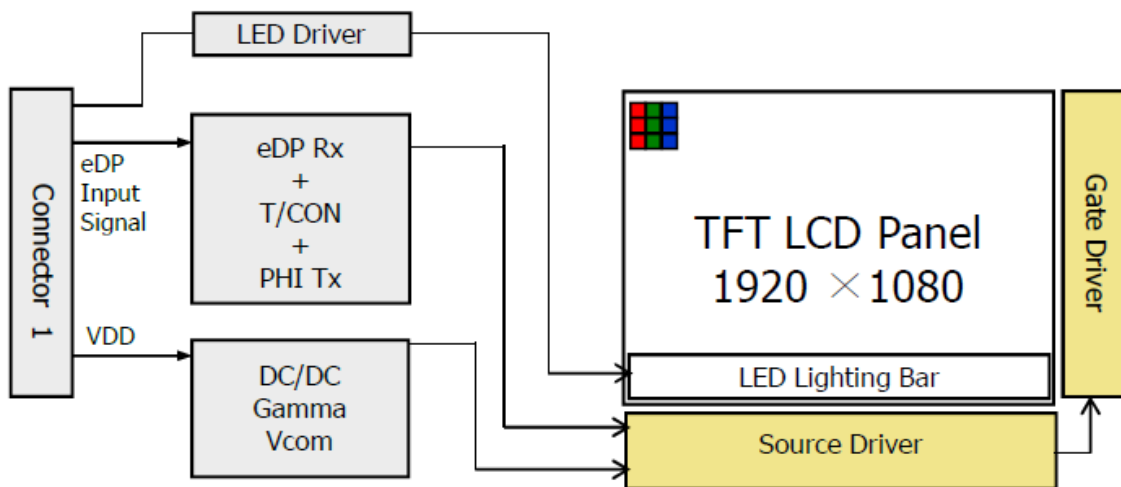 LED Driver
Connector 1
eDP
Input
Signal
eDP Rx
+
T/CON
+
PHI Tx
VDD
DC/DC
Gamma
Vcom
TFT LCD Panel
1920 ×1080
LED Lighting Bar
Source Driver
Gate Driver